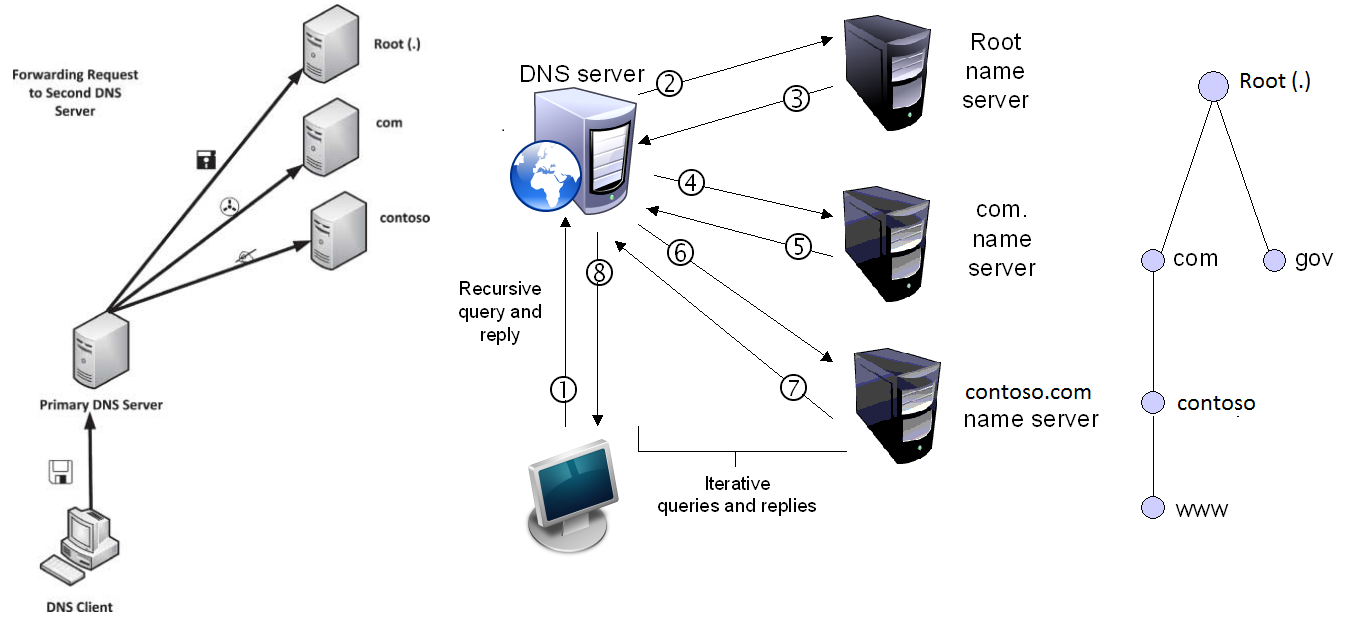 Forwarding Request
to Second DNS
Server
Root (.)
com
contoso
Primary DNS Server
DNS Client
DNS server
Root
name
server
com.
name
server
contoso.com
name server
2
3
4
5
6
7
8
1
Recursive
query and
reply
Iterative
queries and replies
Root (.)
com
gov
contoso
www